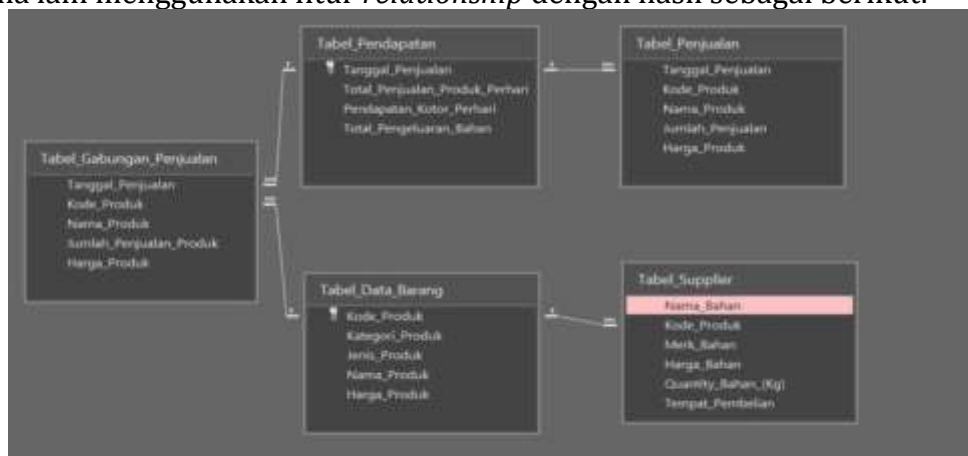 na lain menggunakan fitur relationship dengan hasil sebagai berikut:
Tabel_Pendapatan
Tanggal_Penjualan
Total_Penjualan_Produk_Perhari
Pendapatan_Kotor_Perhari
Total_Pengeluaran_Bahan
Tabel_Penjualan
Tanggal_Penjualan
Kode_Produk
Nama_Produk
Jumlah_Penjualan
Harga_Produk
Tabel_Gabungan_Penjualan
Tanggal_Penjualan
Kode_Produk
Nama_Produk
Jumlah_Penjualan_Produk
Harga_Produk
Tabel_Data_Barang
Kode_Produk
Kategori_Produk
Jenis_Produk
Nama_Produk
Harga_Produk
Tabel_Supplier
Nama_Bahan
Kode_Produk
Merk_Bahan
Harga_Bahan
Quantity_Bahan_(Kg)
Tempat_Pembelian